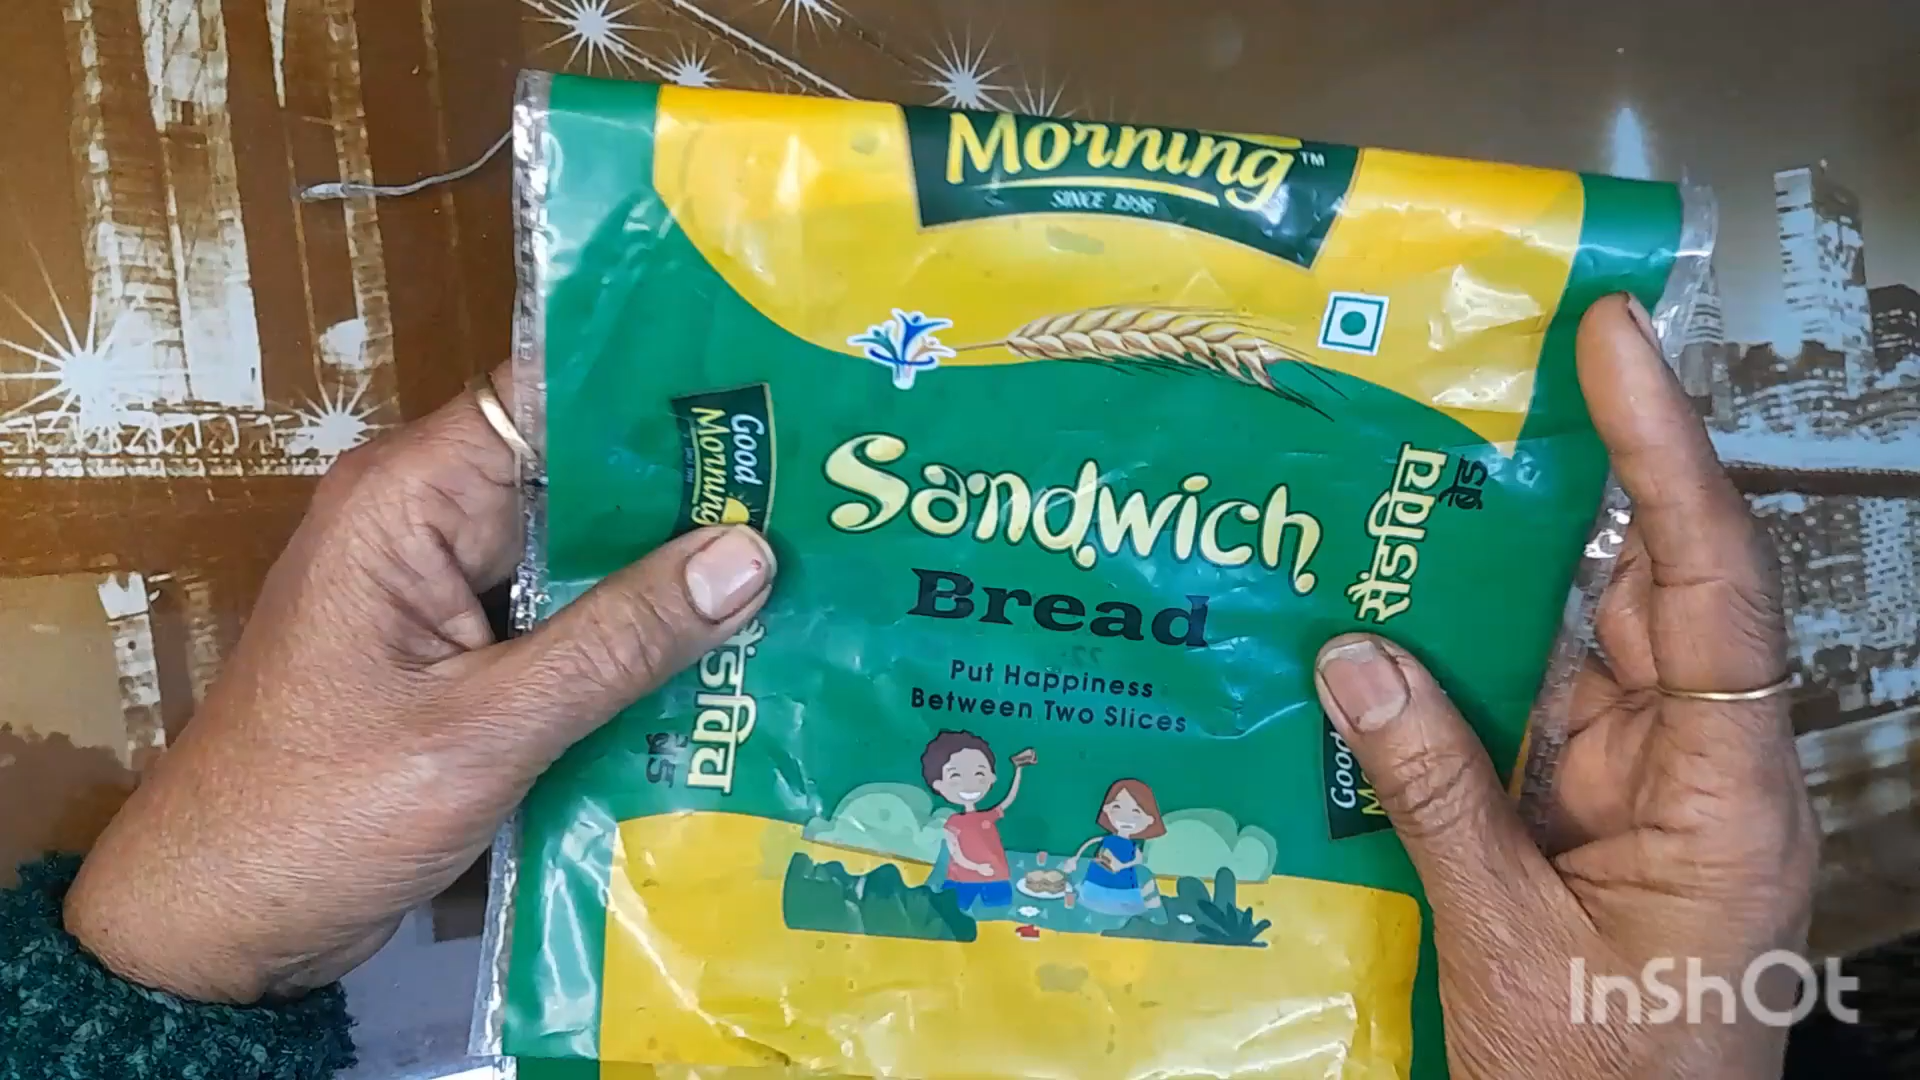 Morning™
SINCE 1996
Good
Morning
Sandwich
Bread
Put Happiness
Between Two Slices
सैंडविच
ब्रेड
डविच
Good
InShOt